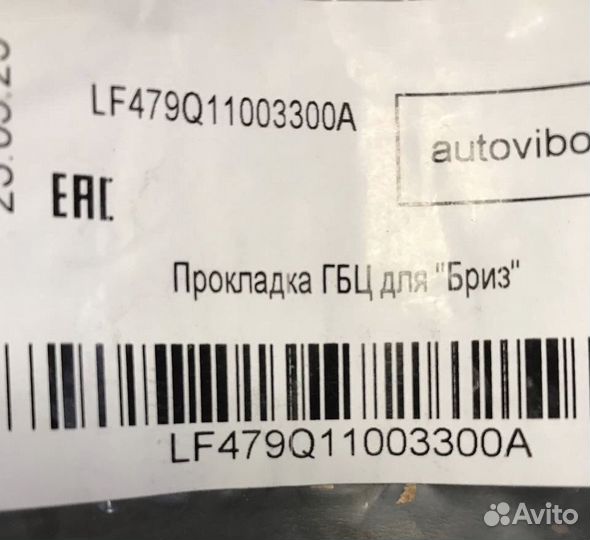 LF479Q11003300A
autovibo
EAC
Прокладка ГБЦ для "Бриз"
LF479Q11003300A
Avito